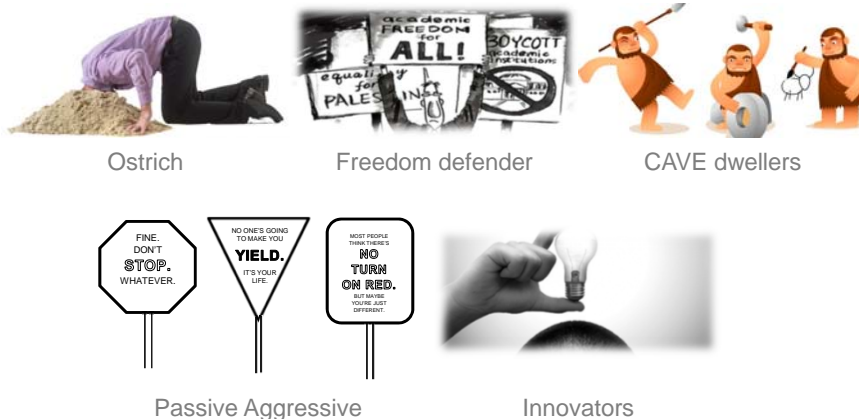 academic
FREEDOM
for
ALL!
BOYCOTT
academic
institutions
equality
for
PALESTINE
Ostrich
Freedom defender
CAVE dwellers
FINE.
DON'T
STOP.
WHATEVER.
NO ONE'S GOING
TO MAKE YOU
YIELD.
IT'S YOUR
LIFE.
MOST PEOPLE
THINK THERE'S
NO
TURN
ON RED.
BUT MAYBE
YOU'RE JUST
DIFFERENT.
Passive Aggressive
Innovators